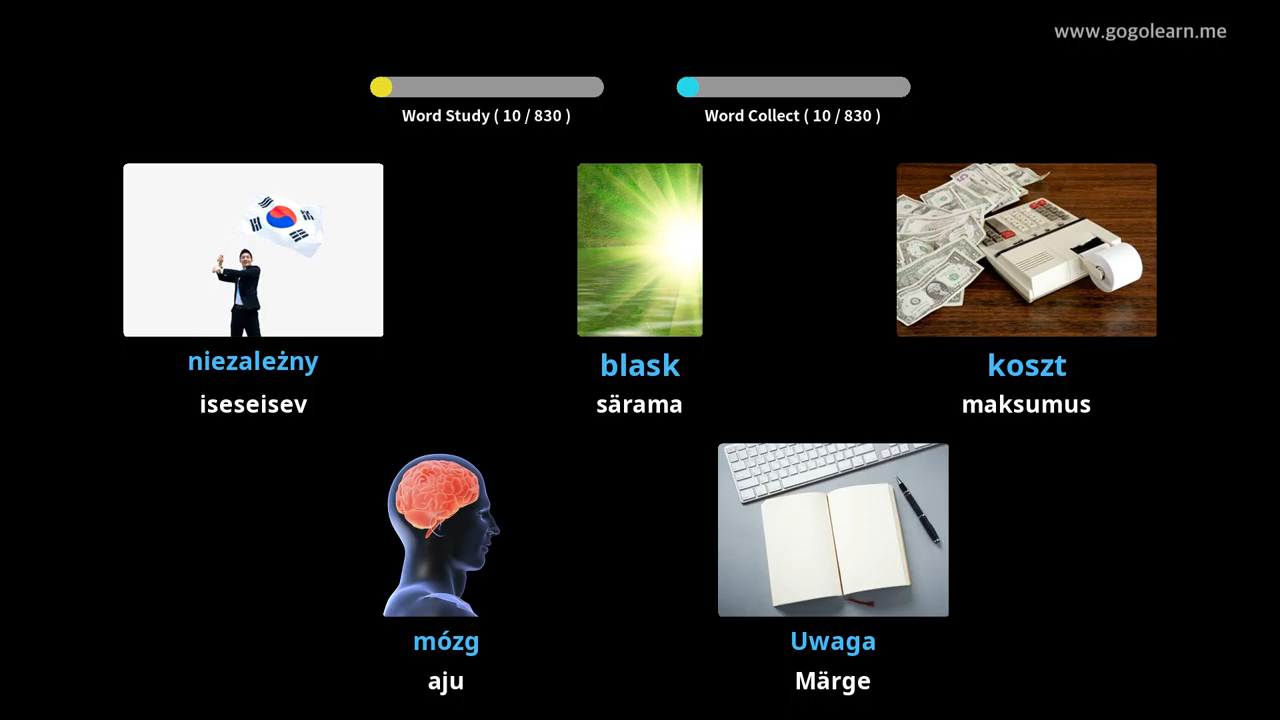 www.gogolearn.me
Word Study ( 10 / 830 )
Word Collect ( 10 / 830 )
niezależny
iseseisev
blask
särama
koszt
maksumus
mózg
aju
Uwaga
Märge